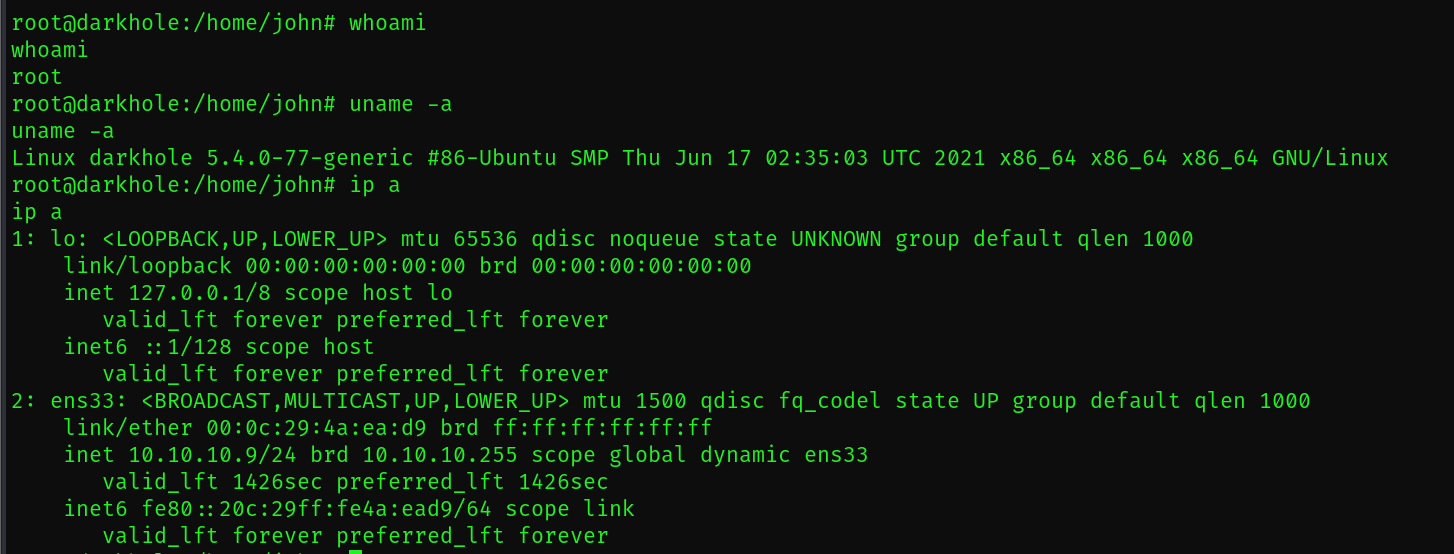 root@darkhole:/home/john# whoami
whoami
root
root@darkhole:/home/john# uname -a
uname -a
Linux darkhole 5.4.0-77-generic #86-Ubuntu SMP Thu Jun 17 02:35:03 UTC 2021 x86_64 x86_64 x86_64 GNU/Linux
root@darkhole:/home/john# ip a
ip a
1: lo: <LOOPBACK,UP,LOWER_UP> mtu 65536 qdisc noqueue state UNKNOWN group default qlen 1000
    link/loopback 00:00:00:00:00:00 brd 00:00:00:00:00:00
    inet 127.0.0.1/8 scope host lo
       valid_lft forever preferred_lft forever
    inet6 ::1/128 scope host
       valid_lft forever preferred_lft forever
2: ens33: <BROADCAST,MULTICAST,UP,LOWER_UP> mtu 1500 qdisc fq_codel state UP group default qlen 1000
    link/ether 00:0c:29:4a:ea:d9 brd ff:ff:ff:ff:ff:ff
    inet 10.10.10.9/24 brd 10.10.10.255 scope global dynamic ens33
       valid_lft 1426sec preferred_lft 1426sec
    inet6 fe80::20c:29ff:fe4a:ead9/64 scope link
       valid_lft forever preferred_lft forever